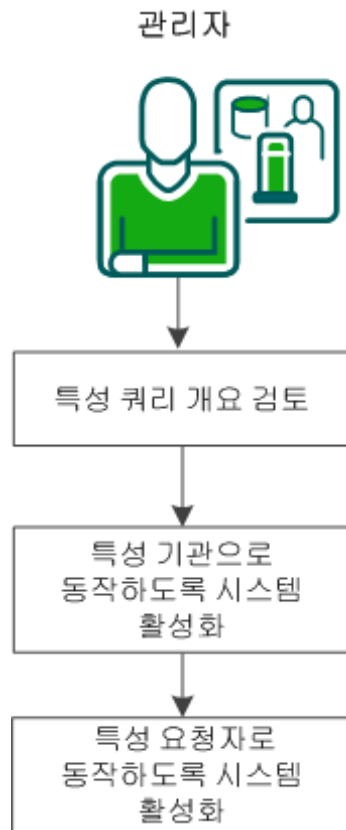 관리자
특성 쿼리 개요 검토
특성 기관으로
동작하도록 시스템
활성화
특성 요청자로
동작하도록 시스템
활성화